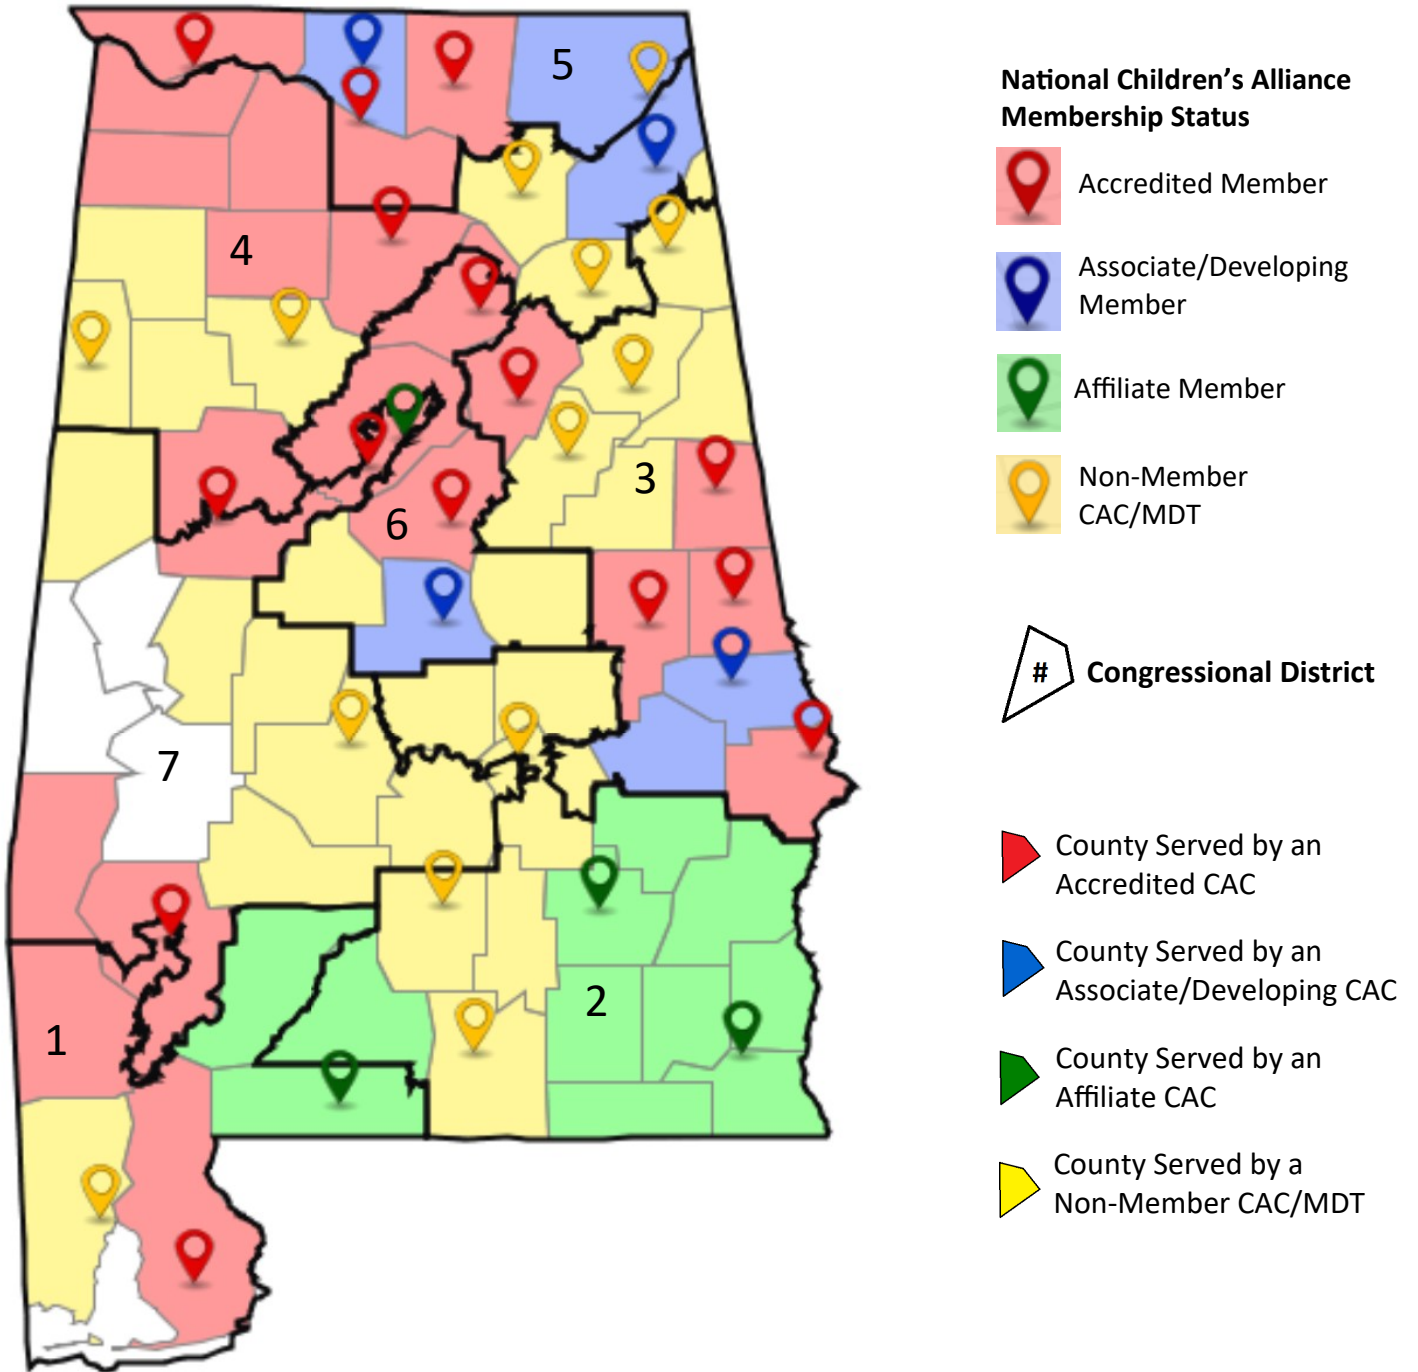 5
4
3
6
7
2
1
National Children's Alliance
Membership Status
Accredited Member
Associate/Developing
Member
Affiliate Member
Non-Member
CAC/MDT
#
Congressional District
County Served by an
Accredited CAC
County Served by an
Associate/Developing CAC
County Served by an
Affiliate CAC
County Served by a
Non-Member CAC/MDT